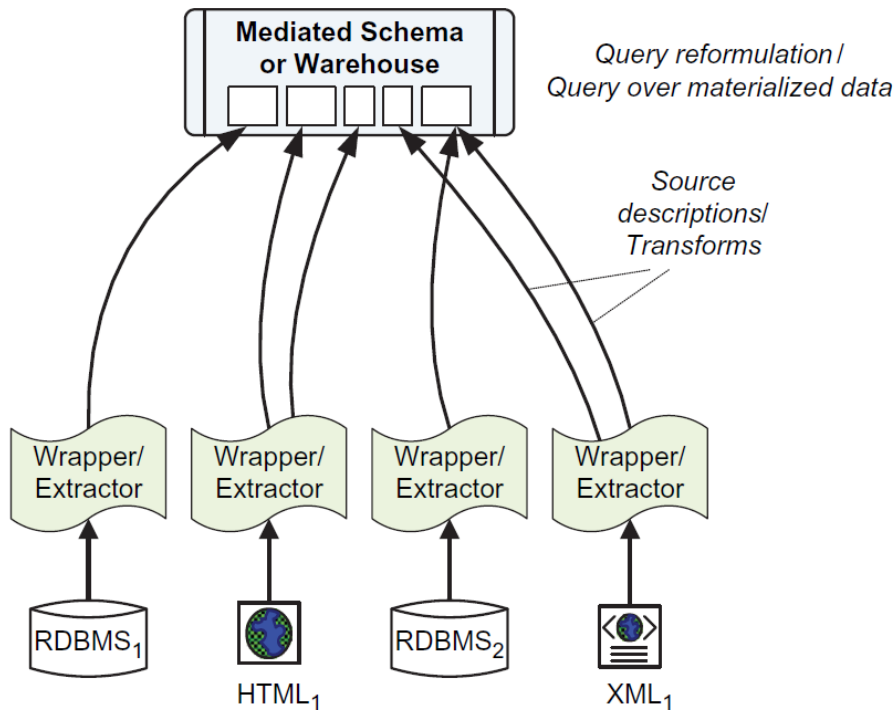 Mediated Schema
or Warehouse
Query reformulation/
Query over materialized data
Source
descriptions/
Transforms
Wrapper/
Extractor
Wrapper/
Extractor
Wrapper/
Extractor
Wrapper/
Extractor
RDBMS1
RDBMS2
HTML1
XML1